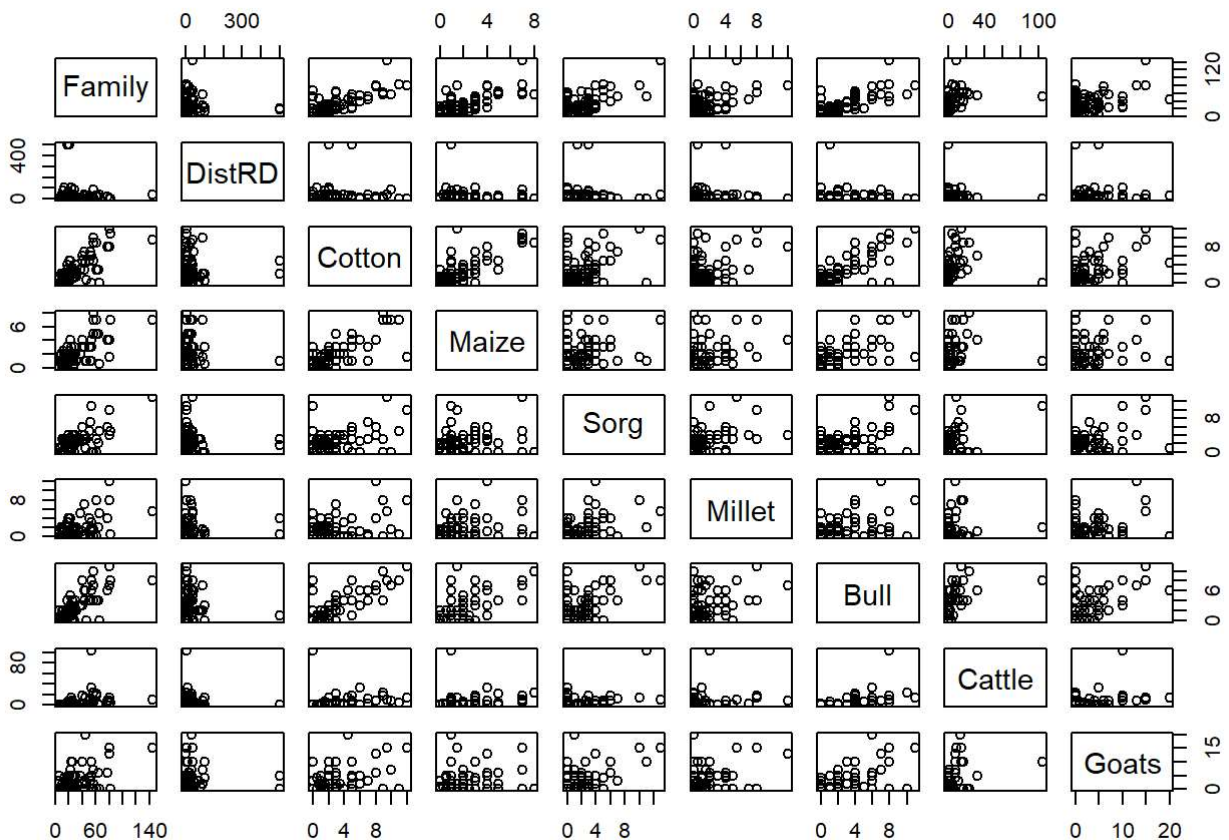 0 300 0 4 8 0 4 8 0 40 100
Family 0 120
0 400 DistRD
Cotton 0 8
0 6 Maize
Sorg 0 8
0 8 Millet
Bull 0 6
0 80 Cattle
Goats 0 15
0 60 140 0 4 8 0 4 8 0 4 8 0 10 20